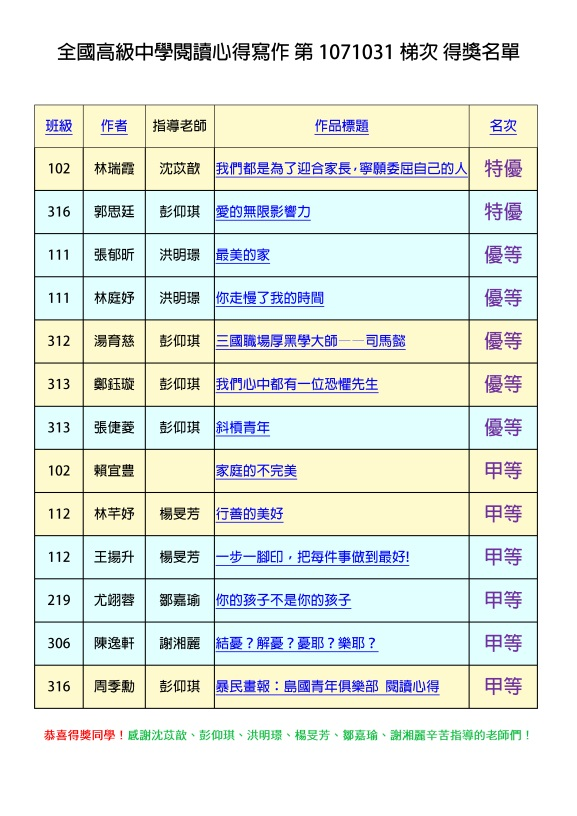 全國高級中學閱讀心得寫作 第 1071031 梯次 得獎名單
班級 作者 指導老師 作品標題 名次
102 林瑞霞 沈苡歆 我們都是為了迎合家長，寧願委屈自己的人 特優
316 郭思廷 彭仰琪 愛的無限影響力 特優
111 張郁昕 洪明璟 最美的家 優等
111 林庭妤 洪明璟 你走慢了我的時間 優等
312 湯育慈 彭仰琪 三國職場厚黑學大師——司馬懿 優等
313 鄭鈺璇 彭仰琪 我們心中都有一位恐懼先生 優等
313 張倢菱 彭仰琪 斜槓青年 優等
102 賴宜豊 家庭的不完美 甲等
112 林芊妤 楊旻芳 行善的美好 甲等
112 王揚升 楊旻芳 一步一腳印，把每件事做到最好! 甲等
219 尤翊蓉 鄒嘉瑜 你的孩子不是你的孩子 甲等
306 陳逸軒 謝湘麗 結憂？解憂？憂耶？樂耶？ 甲等
316 周季勳 彭仰琪 暴民畫報：島國青年俱樂部 閱讀心得 甲等
恭喜得獎同學！感謝沈苡歆、彭仰琪、洪明璟、楊旻芳、鄒嘉瑜、謝湘麗辛苦指導的老師們！